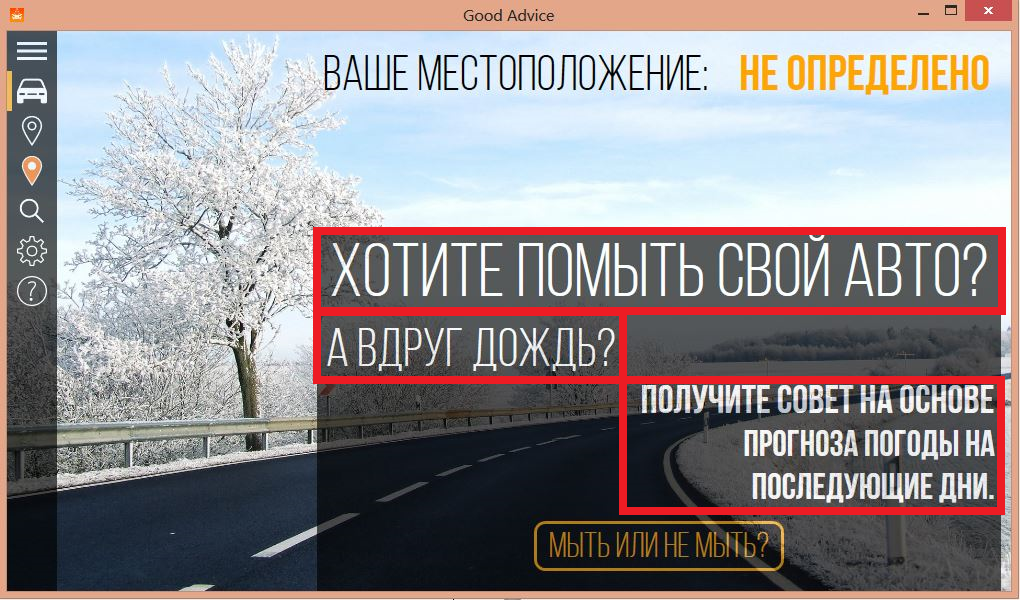 Good Advice
ВАШЕ МЕСТОПОЛОЖЕНИЕ: НЕ ОПРЕДЕЛЕНО
ХОТИТЕ ПОМЫТЬ СВОЙ АВТО?
А ВДРУГ ДОЖДЬ?
ПОЛУЧИТЕ СОВЕТ НА ОСНОВЕ
ПРОГНОЗА ПОГОДЫ НА
ПОСЛЕДУЮЩИЕ ДНИ.
МЫТЬ ИЛИ НЕ МЫТЬ?